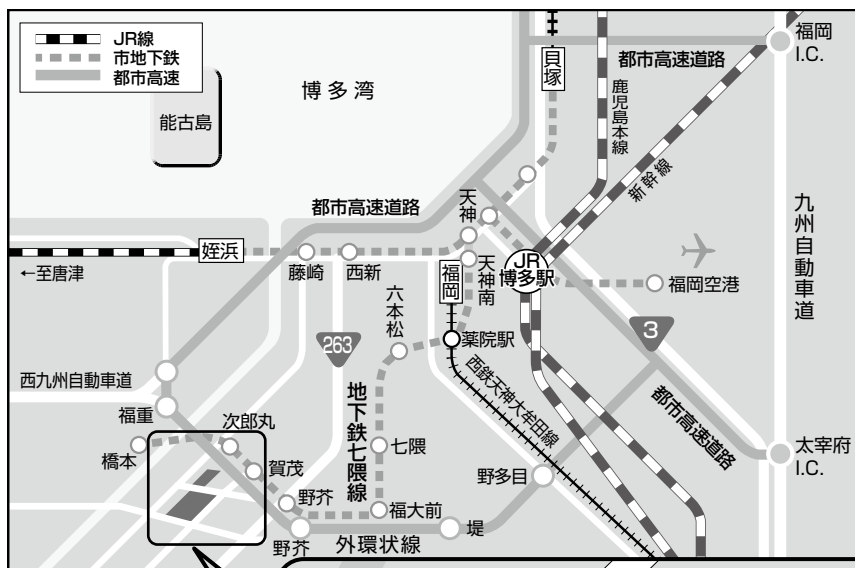 JR線
市地下鉄
都市高速
博多湾
能古島
貝塚
都市高速道路
福岡
I.C.
鹿児島本線
新幹線
九州自動車道
都市高速道路
天神
姪浜
←至唐津
藤崎
西新
福岡
天神南
JR
博多駅
福岡空港
六本松
263
薬院駅
3
西九州自動車道
福重
地下鉄七隈線
西鉄天神大牟田線
都市高速道路
次郎丸
橋本
賀茂
七隈
野多目
太宰府
I.C.
野芥
福大前
野芥
外環状線
堤